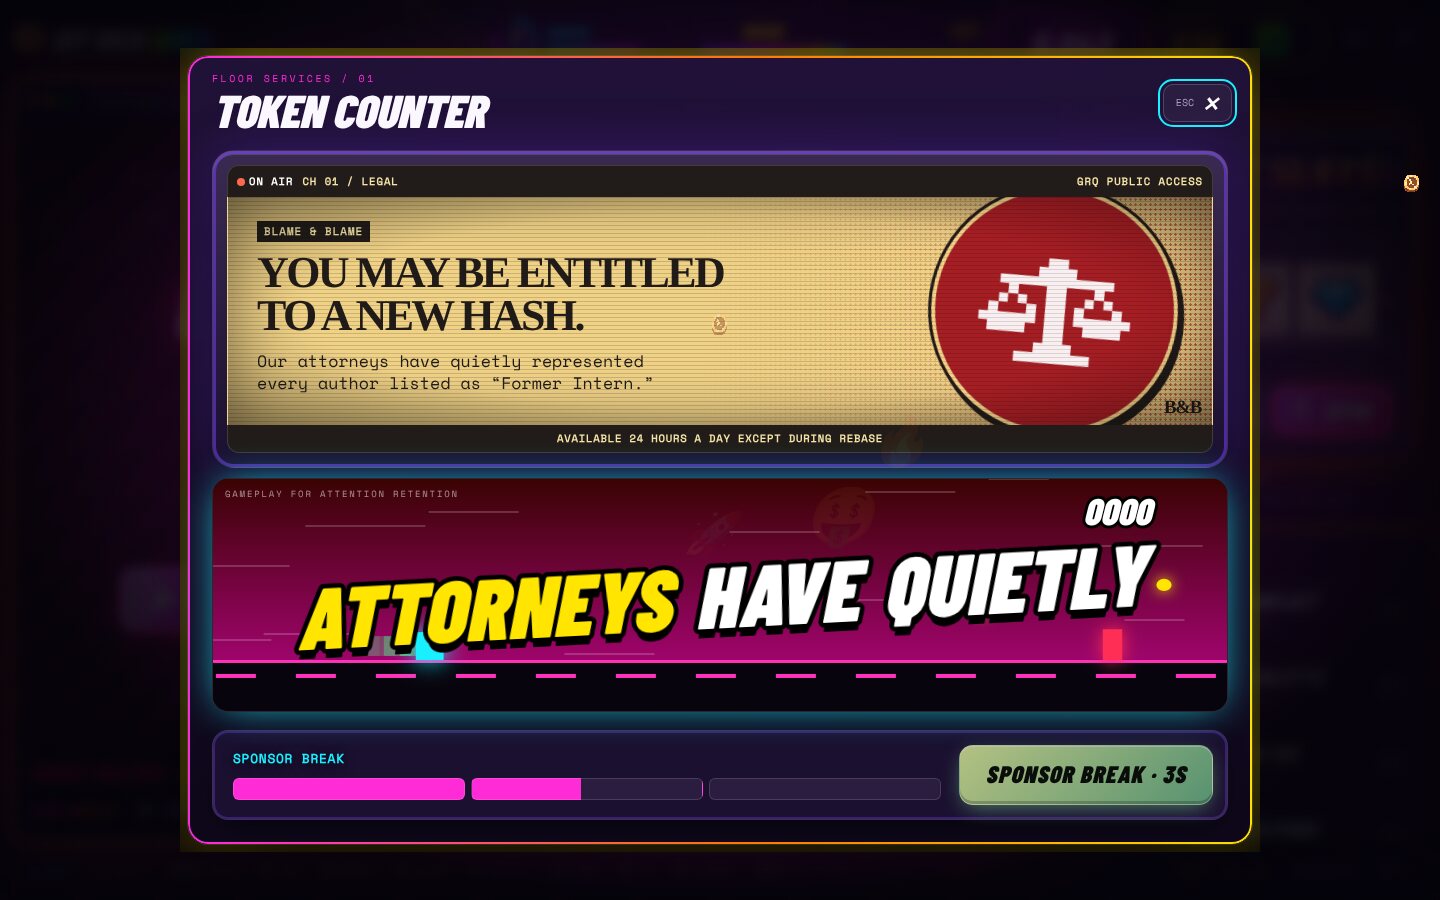 FLOOR SERVICES / 01
TOKEN COUNTER
ESC ✕
ON AIR CH 01 / LEGAL
GRQ PUBLIC ACCESS
BLAME & BLAME
YOU MAY BE ENTITLED
TO A NEW HASH.
Our attorneys have quietly represented
every author listed as “Former Intern.”
B&B
AVAILABLE 24 HOURS A DAY EXCEPT DURING REBASE
GAMEPLAY FOR ATTENTION RETENTION
0000
ATTORNEYS HAVE QUIETLY
SPONSOR BREAK
SPONSOR BREAK · 3S